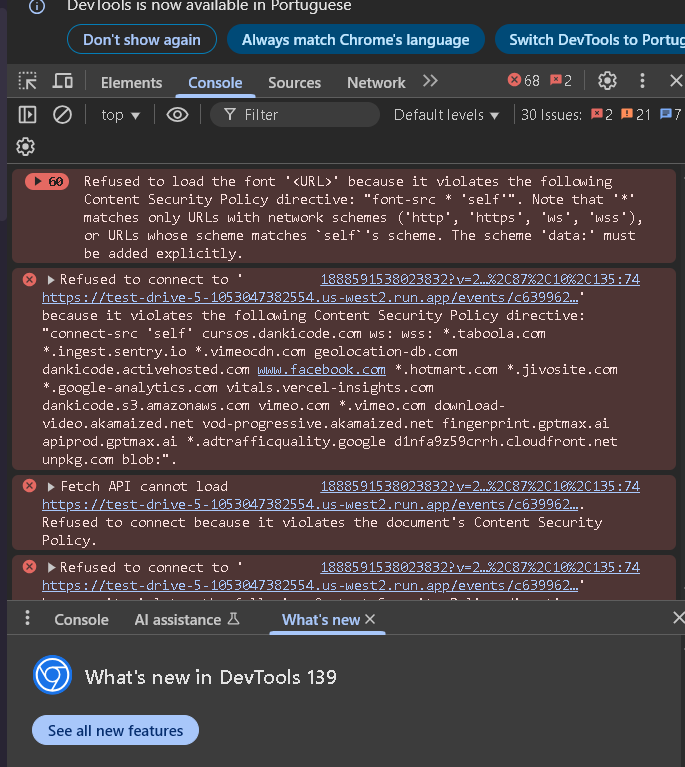 DevTools is now available in Portuguese
Don't show again
Always match Chrome's language
Switch DevTools to Portug
Elements
Console
Sources
Network
68
2
top
Filter
Default levels
30 Issues:
2
21
7
60
Refused to load the font '<URL>' because it violates the following
Content Security Policy directive: "font-src * 'self'". Note that '*'
matches only URLs with network schemes ('http', 'https', 'ws', 'wss'),
or URLs whose scheme matches `self`'s scheme. The scheme 'data:' must
be added explicitly.
Refused to connect to ' 1888591538023832?v=2…%2C87%2C10%2C135:74
https://test-drive-5-1053047382554.us-west2.run.app/events/c639962…'
because it violates the following Content Security Policy directive:
"connect-src 'self' cursos.dankicode.com ws: wss: *.taboola.com
*.ingest.sentry.io *.vimeocdn.com geolocation-db.com
dankicode.activehosted.com www.facebook.com *.hotmart.com *.jivosite.com
*.google-analytics.com vitals.vercel-insights.com
dankicode.s3.amazonaws.com vimeo.com *.vimeo.com download-
video.akamaized.net vod-progressive.akamaized.net fingerprint.gptmax.ai
apiprod.gptmax.ai *.adtrafficquality.google d1nfa9z59crrh.cloudfront.net
unpkg.com blob:".
Fetch API cannot load 1888591538023832?v=2…%2C87%2C10%2C135:74
https://test-drive-5-1053047382554.us-west2.run.app/events/c639962….
Refused to connect because it violates the document's Content Security
Policy.
Refused to connect to ' 1888591538023832?v=2…%2C87%2C10%2C135:74
https://test-drive-5-1053047382554.us-west2.run.app/events/c639962…'
Console
AI assistance
What's new
What's new in DevTools 139
See all new features